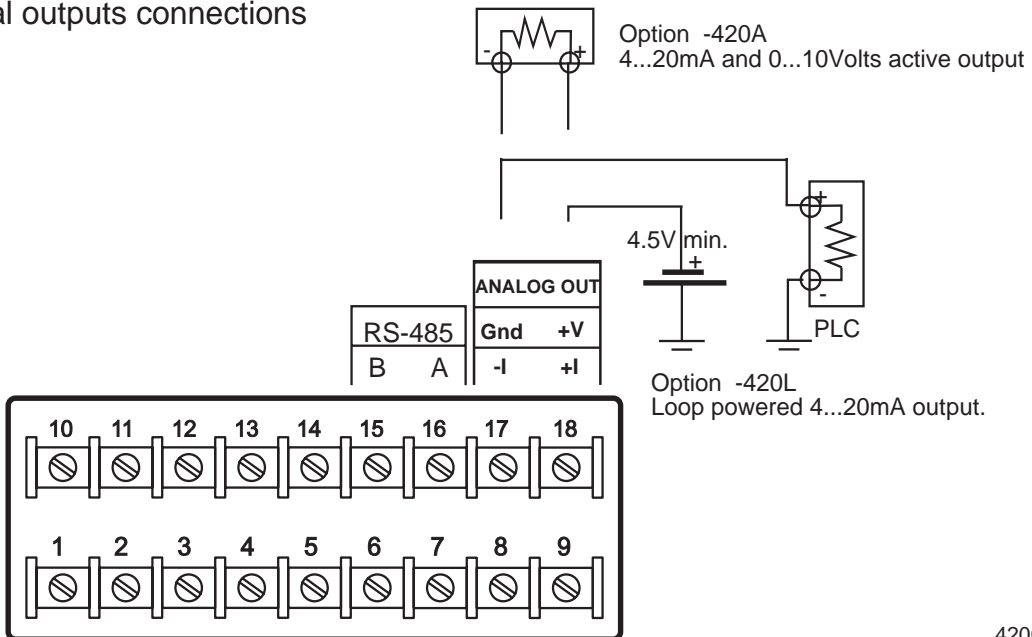 al outputs connections
Option -420A
4...20mA and 0...10Volts active output
- +
+
4.5V min.
+
-
PLC
ANALOG OUT
RS-485
Gnd +V
B A
-I +I
Option -420L
Loop powered 4...20mA output.
10 11 12 13 14 15 16 17 18
1 2 3 4 5 6 7 8 9